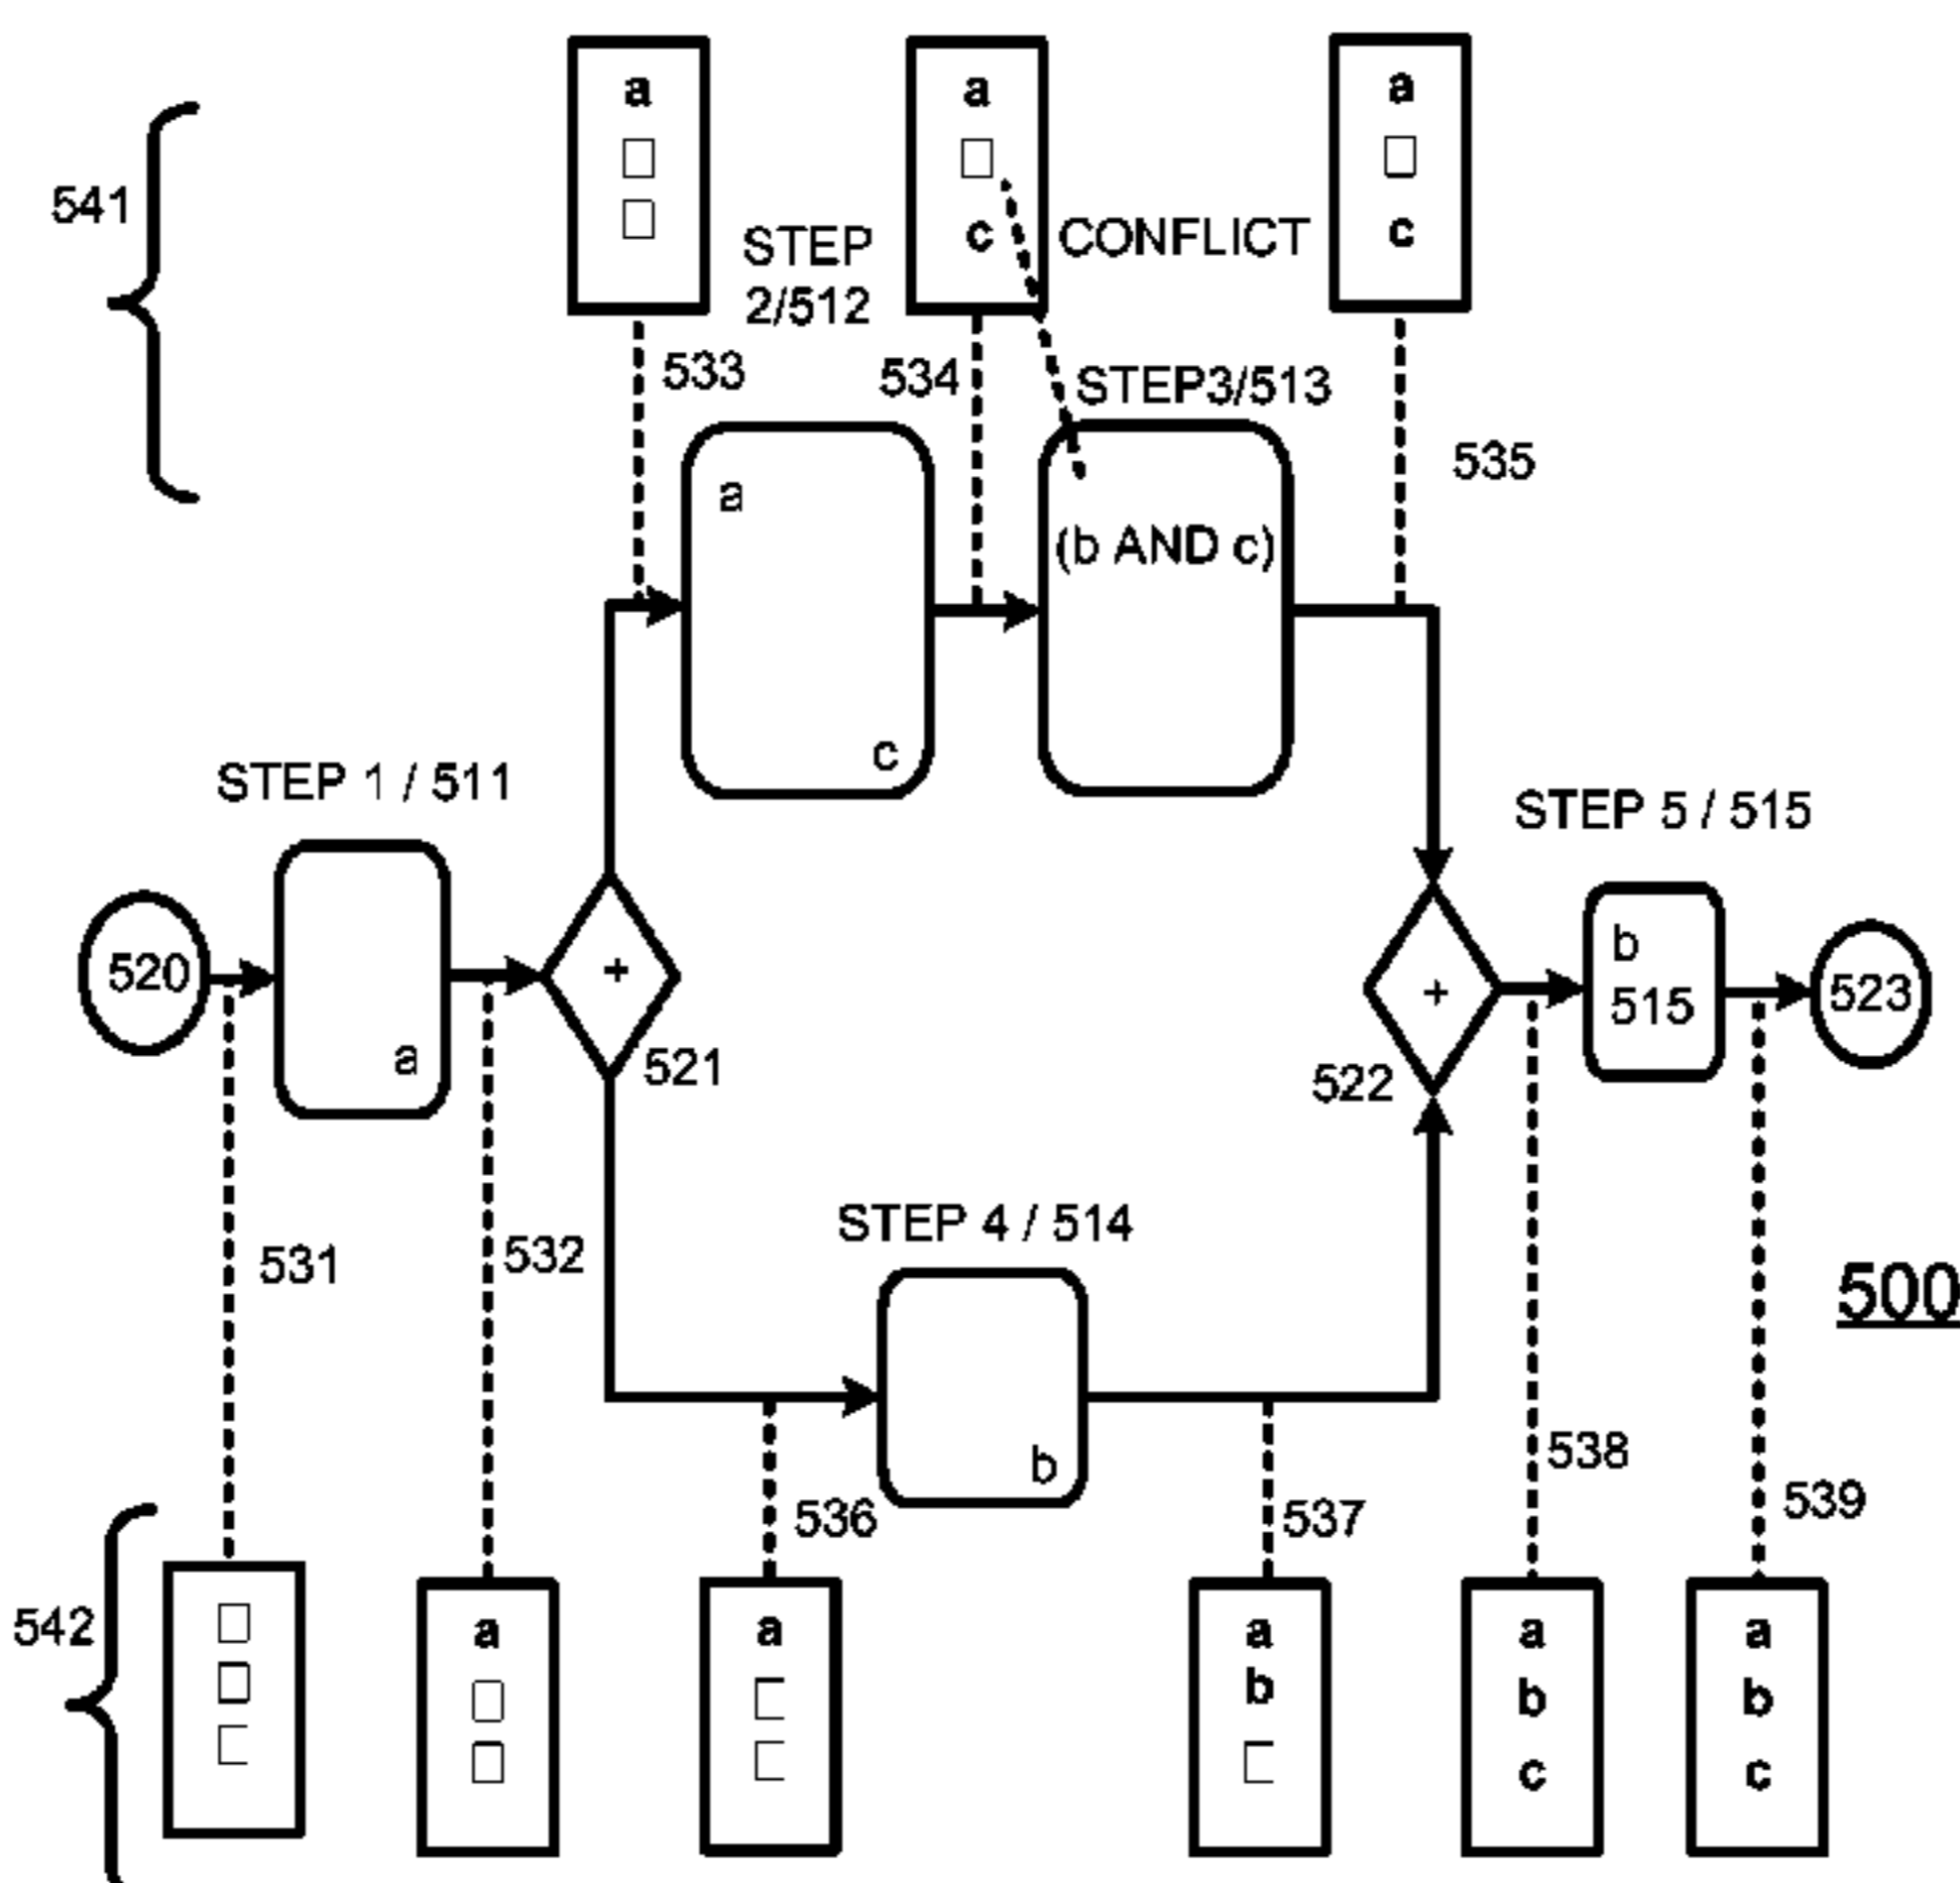 a
□
□
a
□
c
a
□
c
541
STEP
2/512
CONFLICT
533
534
STEP3/513
535
a
(b AND c)
c
STEP 1 / 511
STEP 5 / 515
520
+
a
521
+
522
b
515
523
STEP 4 / 514
531
532
b
536
537
538
539
500
542
□
□
□
a
□
□
a
□
□
a
b
□
a
b
c
a
b
c